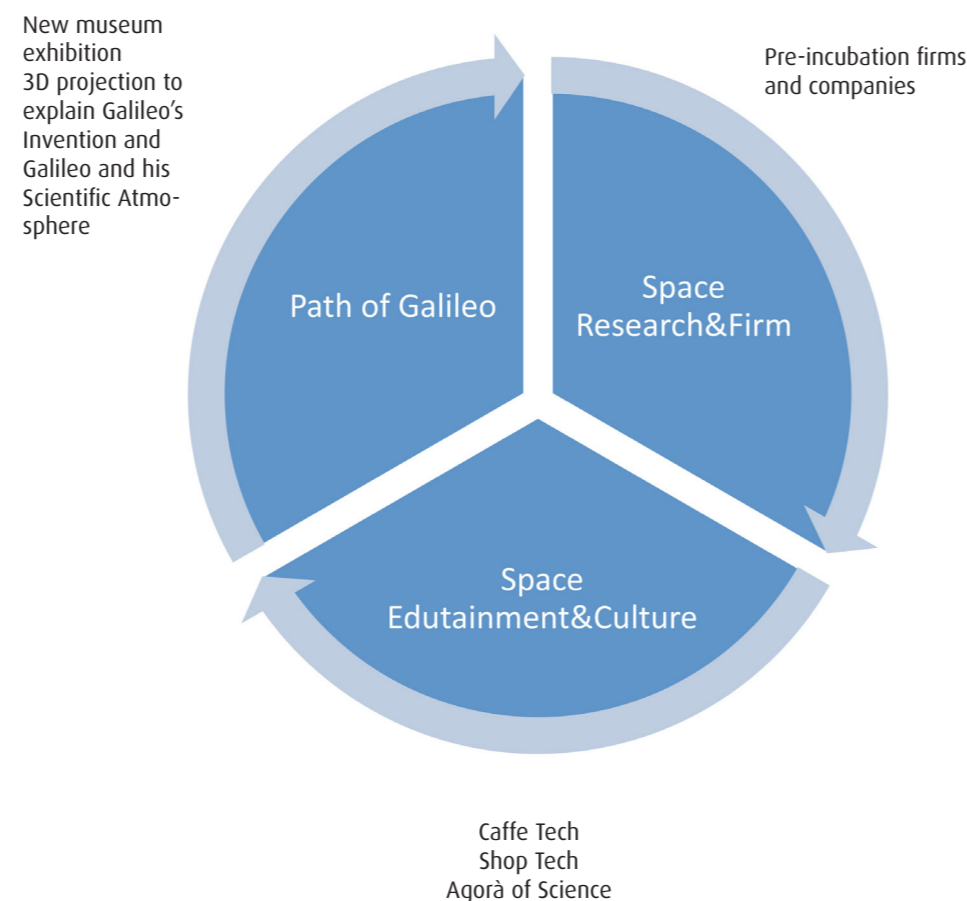 New museum
exhibition
3D projection to
explain Galileo's
Invention and
Galileo and his
Scientific Atmo-
sphere
Pre-incubation firms
and companies
Path of Galileo
Space
Research&Firm
Space
Edutainment&Culture
Caffe Tech
Shop Tech
Agorà of Science